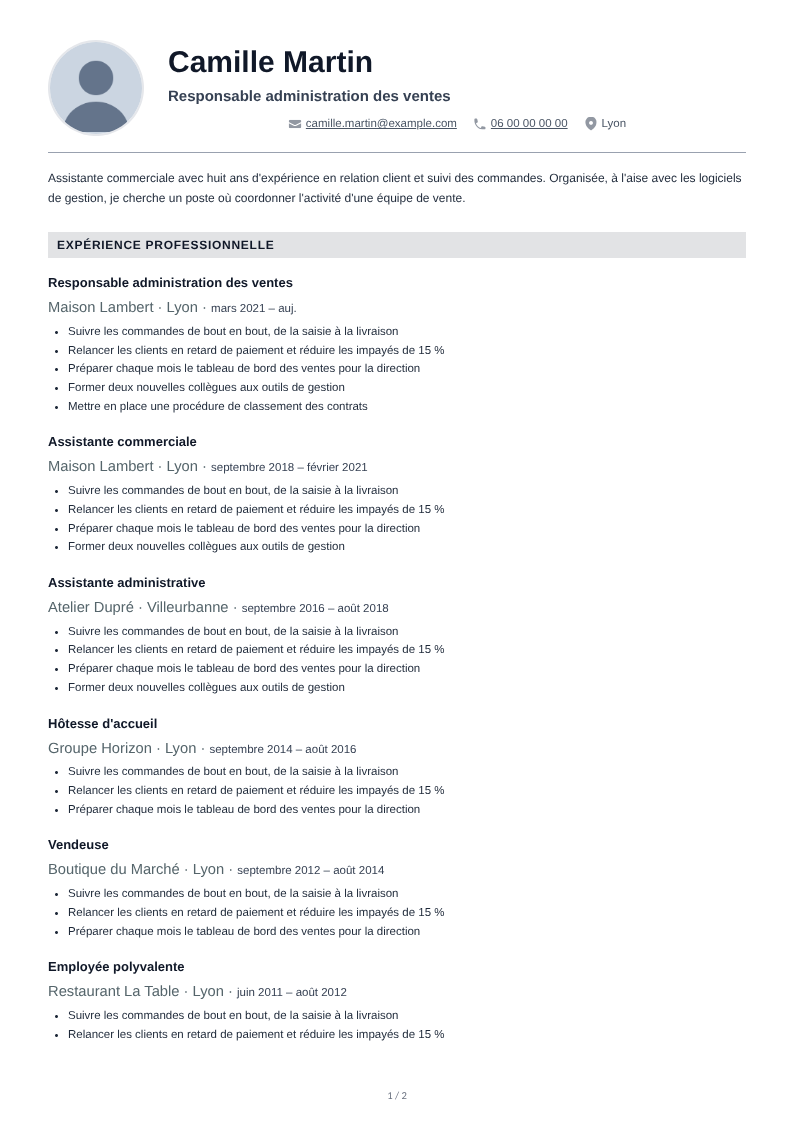 Camille Martin
Responsable administration des ventes
camille.martin@example.com 06 00 00 00 00 Lyon
Assistante commerciale avec huit ans d'expérience en relation client et suivi des commandes. Organisée, à l'aise avec les logiciels
de gestion, je cherche un poste où coordonner l'activité d'une équipe de vente.
EXPÉRIENCE PROFESSIONNELLE
Responsable administration des ventes
Maison Lambert · Lyon · mars 2021 – auj.
• Suivre les commandes de bout en bout, de la saisie à la livraison
• Relancer les clients en retard de paiement et réduire les impayés de 15 %
• Préparer chaque mois le tableau de bord des ventes pour la direction
• Former deux nouvelles collègues aux outils de gestion
• Mettre en place une procédure de classement des contrats
Assistante commerciale
Maison Lambert · Lyon · septembre 2018 – février 2021
• Suivre les commandes de bout en bout, de la saisie à la livraison
• Relancer les clients en retard de paiement et réduire les impayés de 15 %
• Préparer chaque mois le tableau de bord des ventes pour la direction
• Former deux nouvelles collègues aux outils de gestion
Assistante administrative
Atelier Dupré · Villeurbanne · septembre 2016 – août 2018
• Suivre les commandes de bout en bout, de la saisie à la livraison
• Relancer les clients en retard de paiement et réduire les impayés de 15 %
• Préparer chaque mois le tableau de bord des ventes pour la direction
• Former deux nouvelles collègues aux outils de gestion
Hôtesse d'accueil
Groupe Horizon · Lyon · septembre 2014 – août 2016
• Suivre les commandes de bout en bout, de la saisie à la livraison
• Relancer les clients en retard de paiement et réduire les impayés de 15 %
• Préparer chaque mois le tableau de bord des ventes pour la direction
Vendeuse
Boutique du Marché · Lyon · septembre 2012 – août 2014
• Suivre les commandes de bout en bout, de la saisie à la livraison
• Relancer les clients en retard de paiement et réduire les impayés de 15 %
• Préparer chaque mois le tableau de bord des ventes pour la direction
Employée polyvalente
Restaurant La Table · Lyon · juin 2011 – août 2012
• Suivre les commandes de bout en bout, de la saisie à la livraison
• Relancer les clients en retard de paiement et réduire les impayés de 15 %
1 / 2